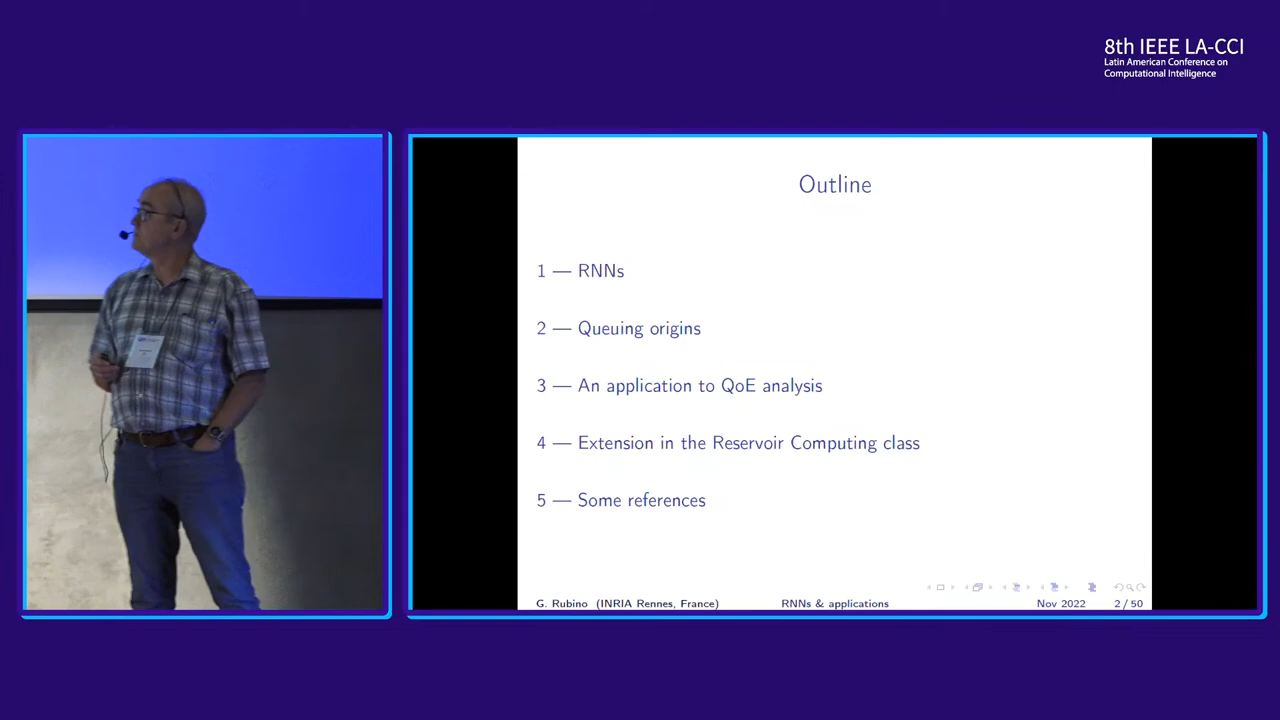 8th IEEE LA-CCI
Latin American Conference on
Computational Intelligence
Outline
1 — RNNs
2 — Queuing origins
3 — An application to QoE analysis
4 — Extension in the Reservoir Computing class
5 — Some references
G. Rubino (INRIA Rennes, France) RNNs & applications Nov 2022 2 / 50